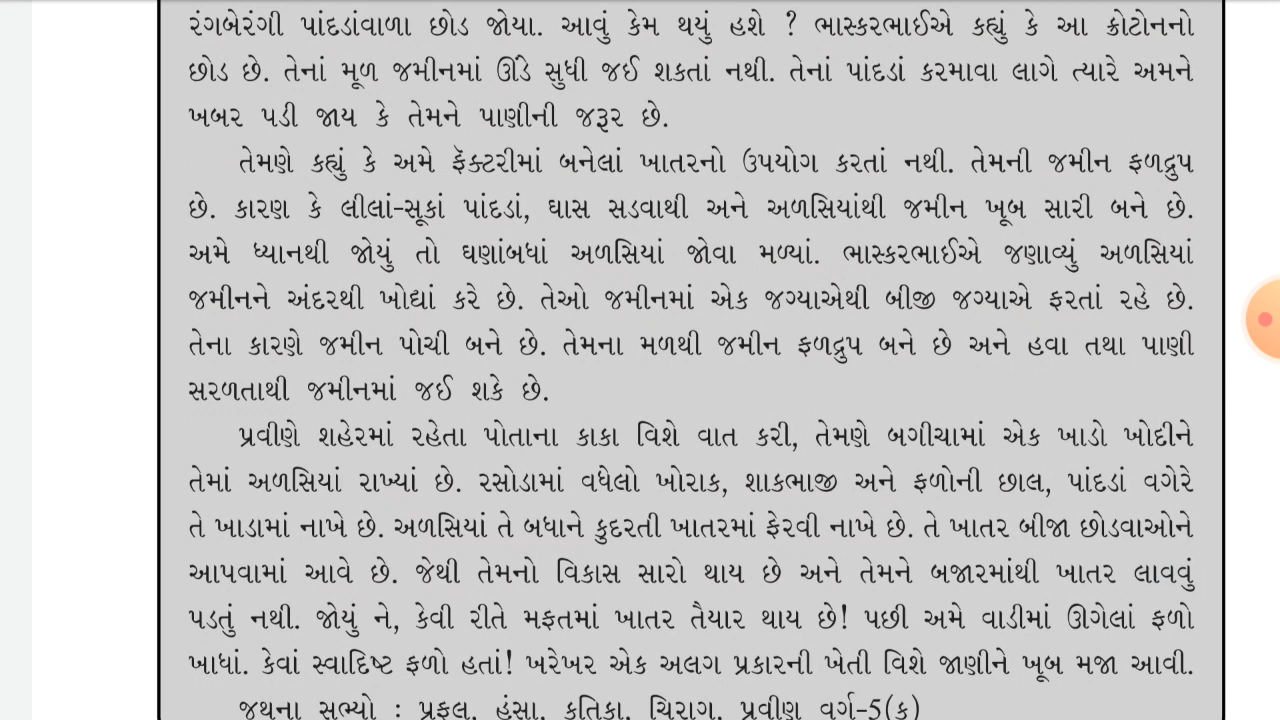 રંગબેરંગી પાંદડાંવાળા છોડ જોયા. આવું કેમ થયું હશે ? ભાસ્કરભાઈએ કહ્યું કે આ ક્રોટોનનો
છોડ છે. તેનાં મૂળ જમીનમાં ઊંડે સુધી જઈ શકતાં નથી. તેનાં પાંદડાં કરમાવા લાગે ત્યારે અમને
ખબર પડી જાય કે તેમને પાણીની જરૂર છે.
તેમણે કહ્યું કે અમે ફૅક્ટરીમાં બનેલાં ખાતરનો ઉપયોગ કરતાં નથી. તેમની જમીન ફળદ્રુપ
છે. કારણ કે લીલાં-સૂકાં પાંદડાં, ઘાસ સડવાથી અને અળસિયાંથી જમીન ખૂબ સારી બને છે.
અમે ધ્યાનથી જોયું તો ઘણાંબધાં અળસિયાં જોવા મળ્યાં. ભાસ્કરભાઈએ જણાવ્યું અળસિયાં
જમીનને અંદરથી ખોદ્યાં કરે છે. તેઓ જમીનમાં એક જગ્યાએથી બીજી જગ્યાએ ફરતાં રહે છે.
તેના કારણે જમીન પોચી બને છે. તેમના મળથી જમીન ફળદ્રુપ બને છે અને હવા તથા પાણી
સરળતાથી જમીનમાં જઈ શકે છે.
પ્રવીણે શહેરમાં રહેતા પોતાના કાકા વિશે વાત કરી, તેમણે બગીચામાં એક ખાડો ખોદીને
તેમાં અળસિયાં રાખ્યાં છે. રસોડામાં વધેલો ખોરાક, શાકભાજી અને ફળોની છાલ, પાંદડાં વગેરે
તે ખાડામાં નાખે છે. અળસિયાં તે બધાને કુદરતી ખાતરમાં ફેરવી નાખે છે. તે ખાતર બીજા છોડવાઓને
આપવામાં આવે છે. જેથી તેમનો વિકાસ સારો થાય છે અને તેમને બજારમાંથી ખાતર લાવવું
પડતું નથી. જોયું ને, કેવી રીતે મફતમાં ખાતર તૈયાર થાય છે! પછી અમે વાડીમાં ઊગેલાં ફળો
ખાધાં. કેવાં સ્વાદિષ્ટ ફળો હતાં! ખરેખર એક અલગ પ્રકારની ખેતી વિશે જાણીને ખૂબ મજા આવી.
જૂથના સભ્યો : પ્રફુલ, હંસા, કૃતિકા, ચિરાગ, પ્રવીણ વર્ગ-5(ક)